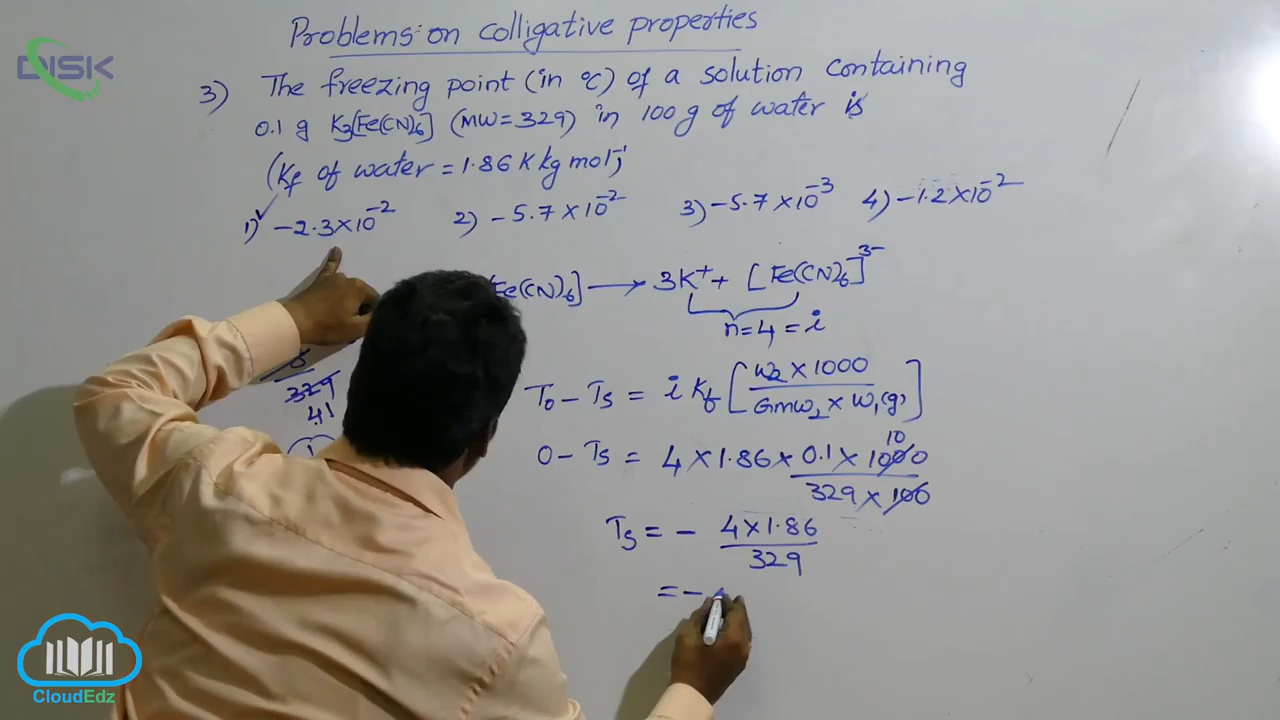 Problems on colligative properties
DISK
3) The freezing point (in °C) of a solution containing
0.1 g K₃[Fe(CN)₆] (MW=329) in 100 g of water is
(Kf of water = 1.86 K kg mol⁻¹)
1) ✓ -2.3×10⁻² 2) -5.7×10⁻² 3) -5.7×10⁻³ 4) -1.2×10⁻²
Fe(CN)₆] ⟶ 3K⁺ + [Fe(CN)₆]³⁻
n=4=i
T₀ - Ts = i Kf [W₂ × 1000 / Gmw₂ × W₁(g)]
0 - Ts = 4 × 1.86 × 0.1 × 1000 10 / 329 × 100
Ts = - 4×1.86 / 329
= -
329
41
CloudEdz